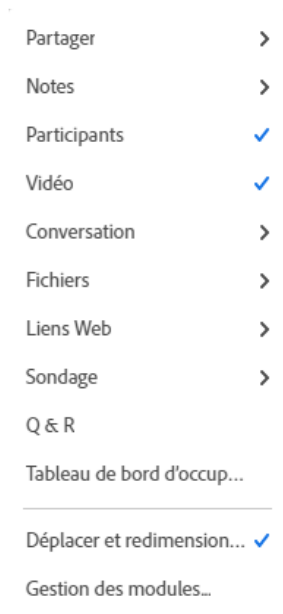 Partager
Notes
Participants
Vidéo
Conversation
Fichiers
Liens Web
Sondage
Q & R
Tableau de bord d'occup...
Déplacer et redimension...
Gestion des modules...